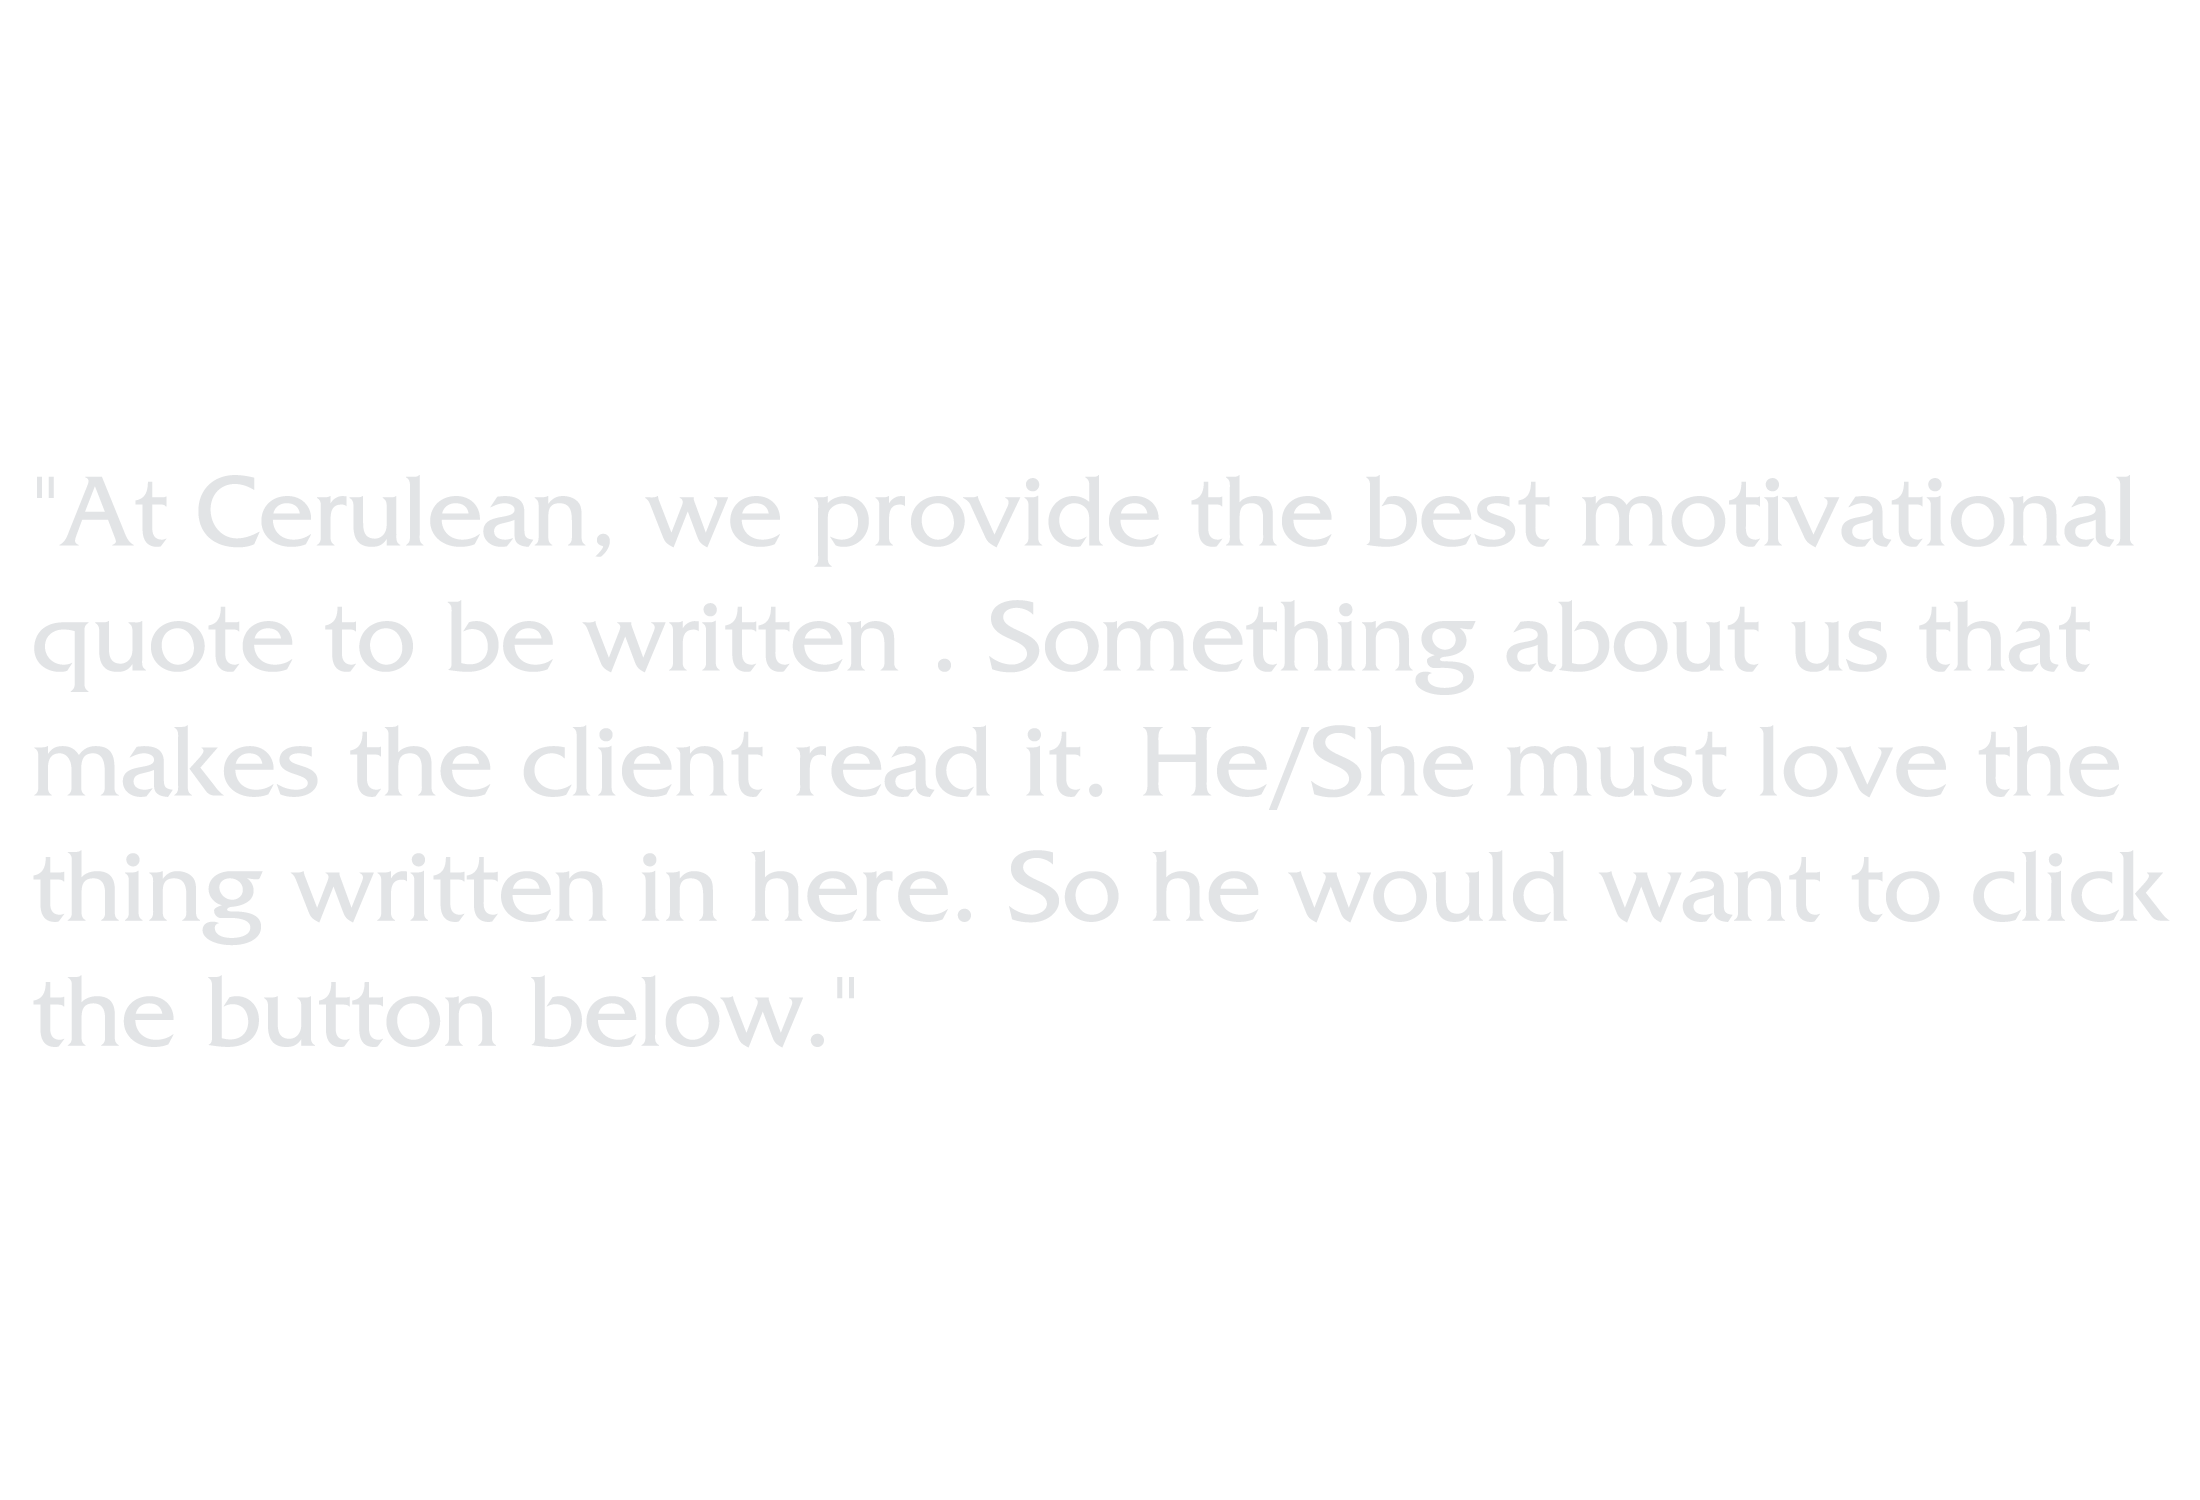 "At Cerulean, we provide the best motivational
quote to be written . Something about us that
makes the client read it. He/She must love the
thing written in here. So he would want to click
the button below."